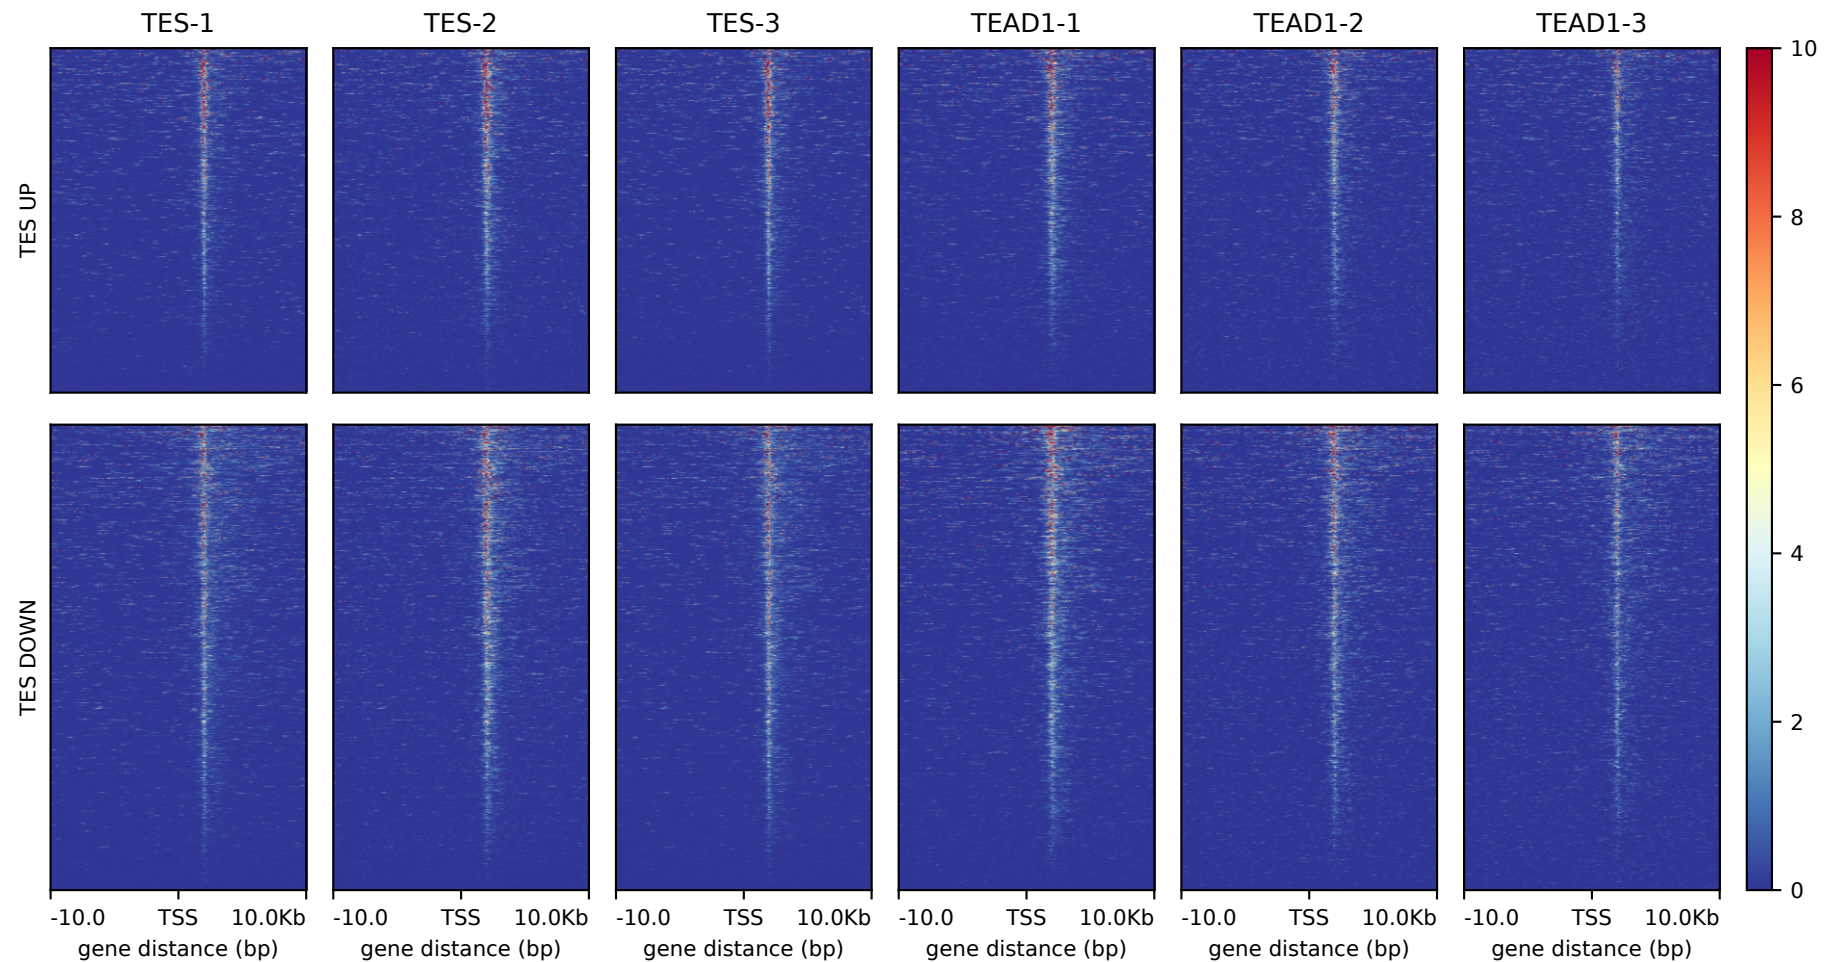 TES-1 TES-2 TES-3 TEAD1-1 TEAD1-2 TEAD1-3
TES UP
TES DOWN
10
8
6
4
2
0
-10.0 TSS 10.0Kb -10.0 TSS 10.0Kb -10.0 TSS 10.0Kb -10.0 TSS 10.0Kb -10.0 TSS 10.0Kb -10.0 TSS 10.0Kb
gene distance (bp) gene distance (bp) gene distance (bp) gene distance (bp) gene distance (bp) gene distance (bp)